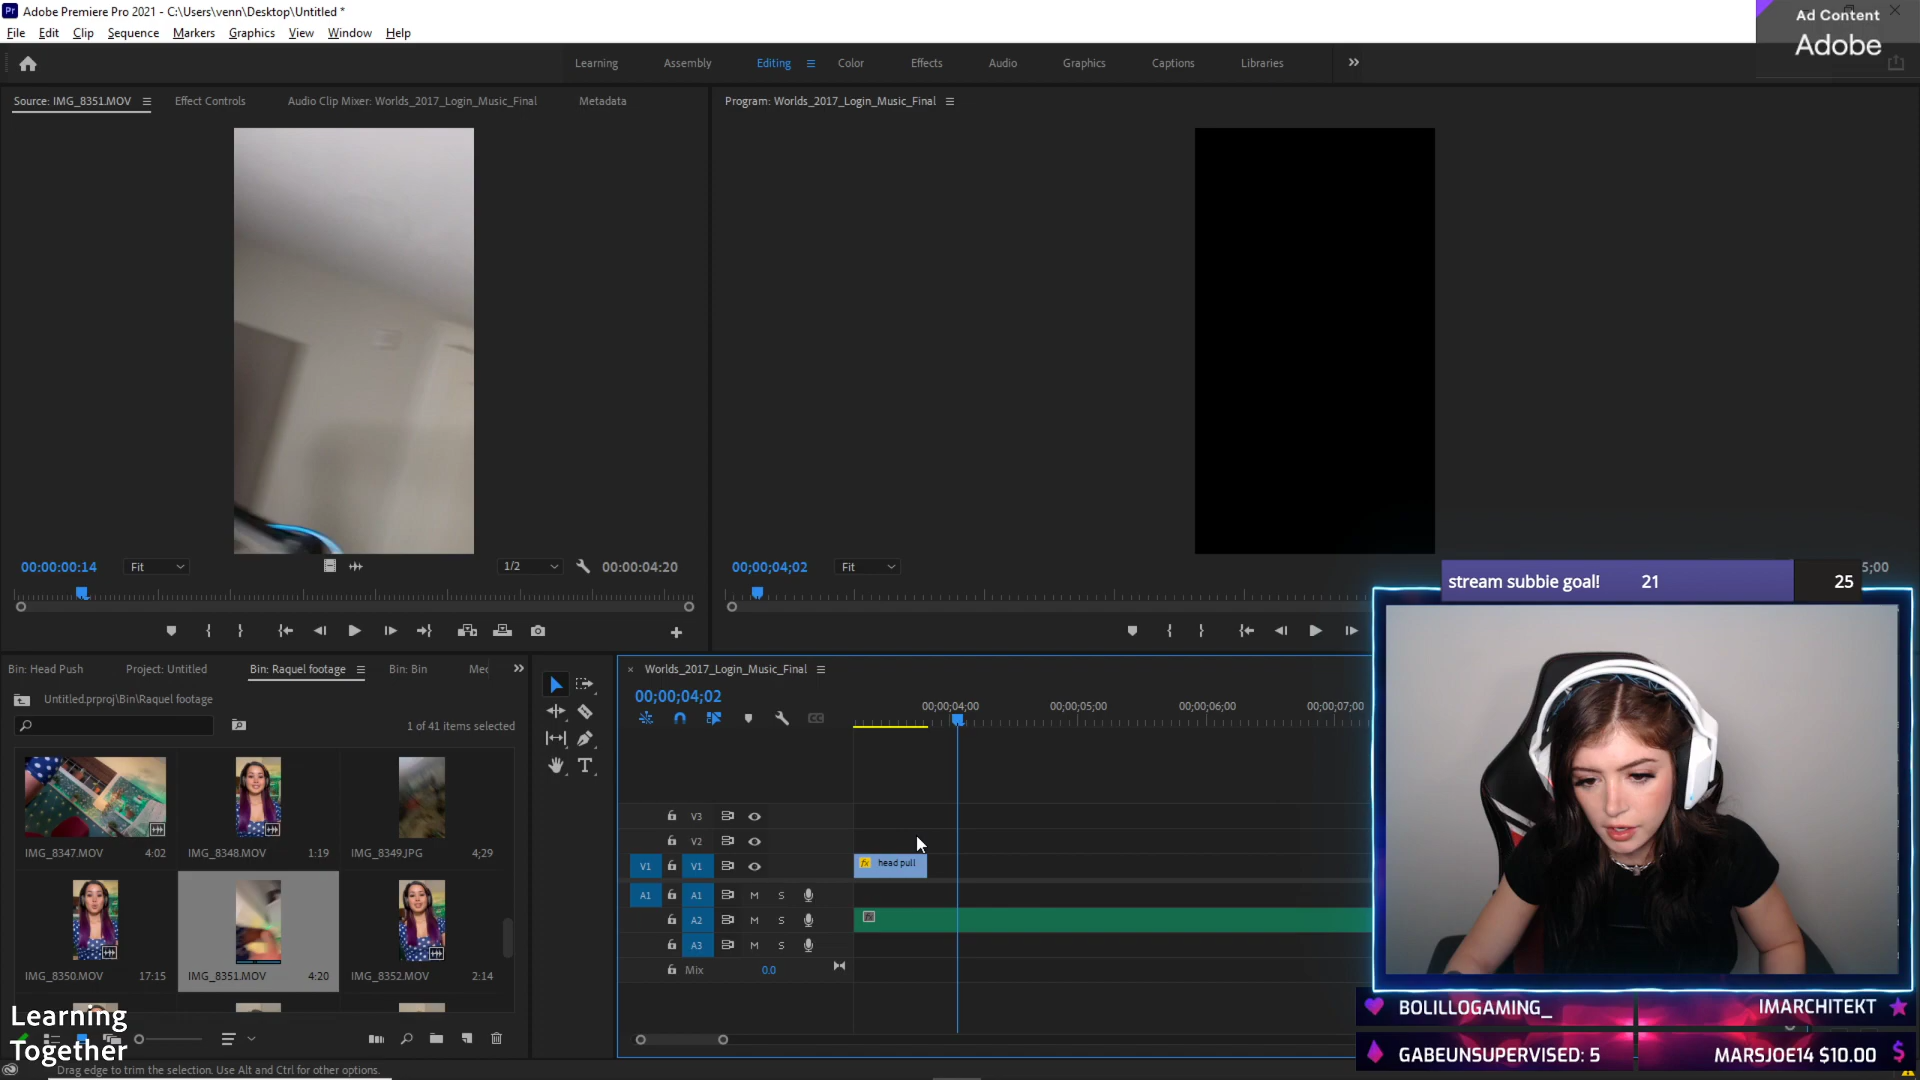 Adobe Premiere Pro 2021 - C:\Users\venn\Desktop\Untitled *
File Edit Clip Sequence Markers Graphics View Window Help
Ad Content
Adobe
Learning Assembly Editing Color Effects Audio Graphics Captions Libraries
Source: IMG_8351.MOV Effect Controls Audio Clip Mixer: Worlds_2017_Login_Music_Final Metadata
Program: Worlds_2017_Login_Music_Final
00:00:00:14 Fit 1/2 00:00:04:20
00;00;04;02 Fit 5;00
stream subbie goal! 21 25
Bin: Head Push Project: Untitled Bin: Raquel footage Bin: Bin
Untitled.prproj\Bin\Raquel footage
1 of 41 items selected
IMG_8347.MOV 4:02 IMG_8348.MOV 1:19 IMG_8349.JPG 4;29
IMG_8350.MOV 17:15 IMG_8351.MOV 4:20 IMG_8352.MOV 2:14
Worlds_2017_Login_Music_Final
00;00;04;02
00;00;04;00 00;00;05;00 00;00;06;00 00;00;07;00
V3
V2
V1 V1 fx head pull
A1 A1 M S
A2 M S
A3 M S
Mix 0.0
Learning
Together
Drag edge to trim the selection. Use Alt and Ctrl for other options.
BOLILLOGAMING_ IMARCHITEKT
GABEUNSUPERVISED: 5 MARSJOE14 $10.00